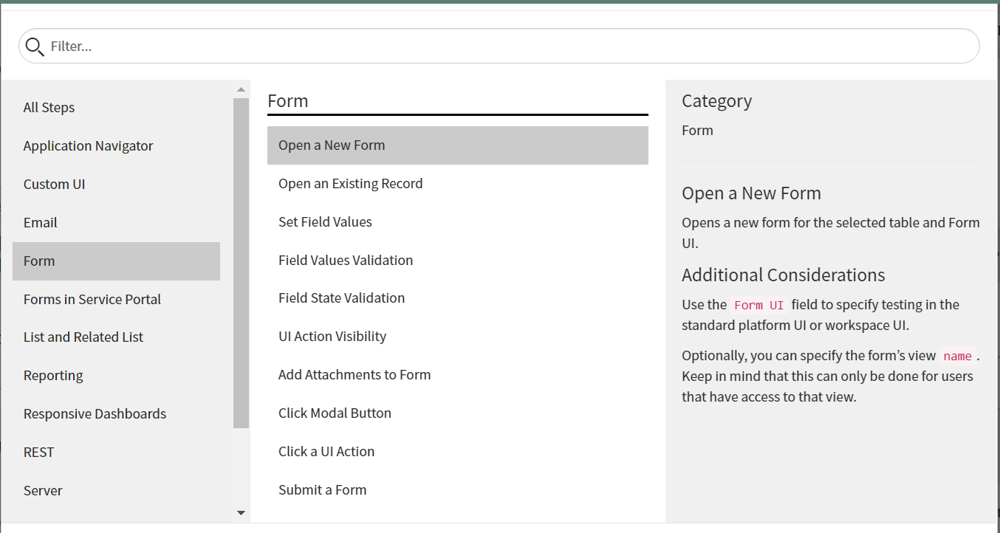 Filter...
All Steps
Application Navigator
Custom UI
Email
Form
Forms in Service Portal
List and Related List
Reporting
Responsive Dashboards
REST
Server
Form
Open a New Form
Open an Existing Record
Set Field Values
Field Values Validation
Field State Validation
UI Action Visibility
Add Attachments to Form
Click Modal Button
Click a UI Action
Submit a Form
Category
Form
Open a New Form
Opens a new form for the selected table and Form
UI.
Additional Considerations
Use the Form UI field to specify testing in the
standard platform UI or workspace UI.
Optionally, you can specify the form’s view name .
Keep in mind that this can only be done for users
that have access to that view.